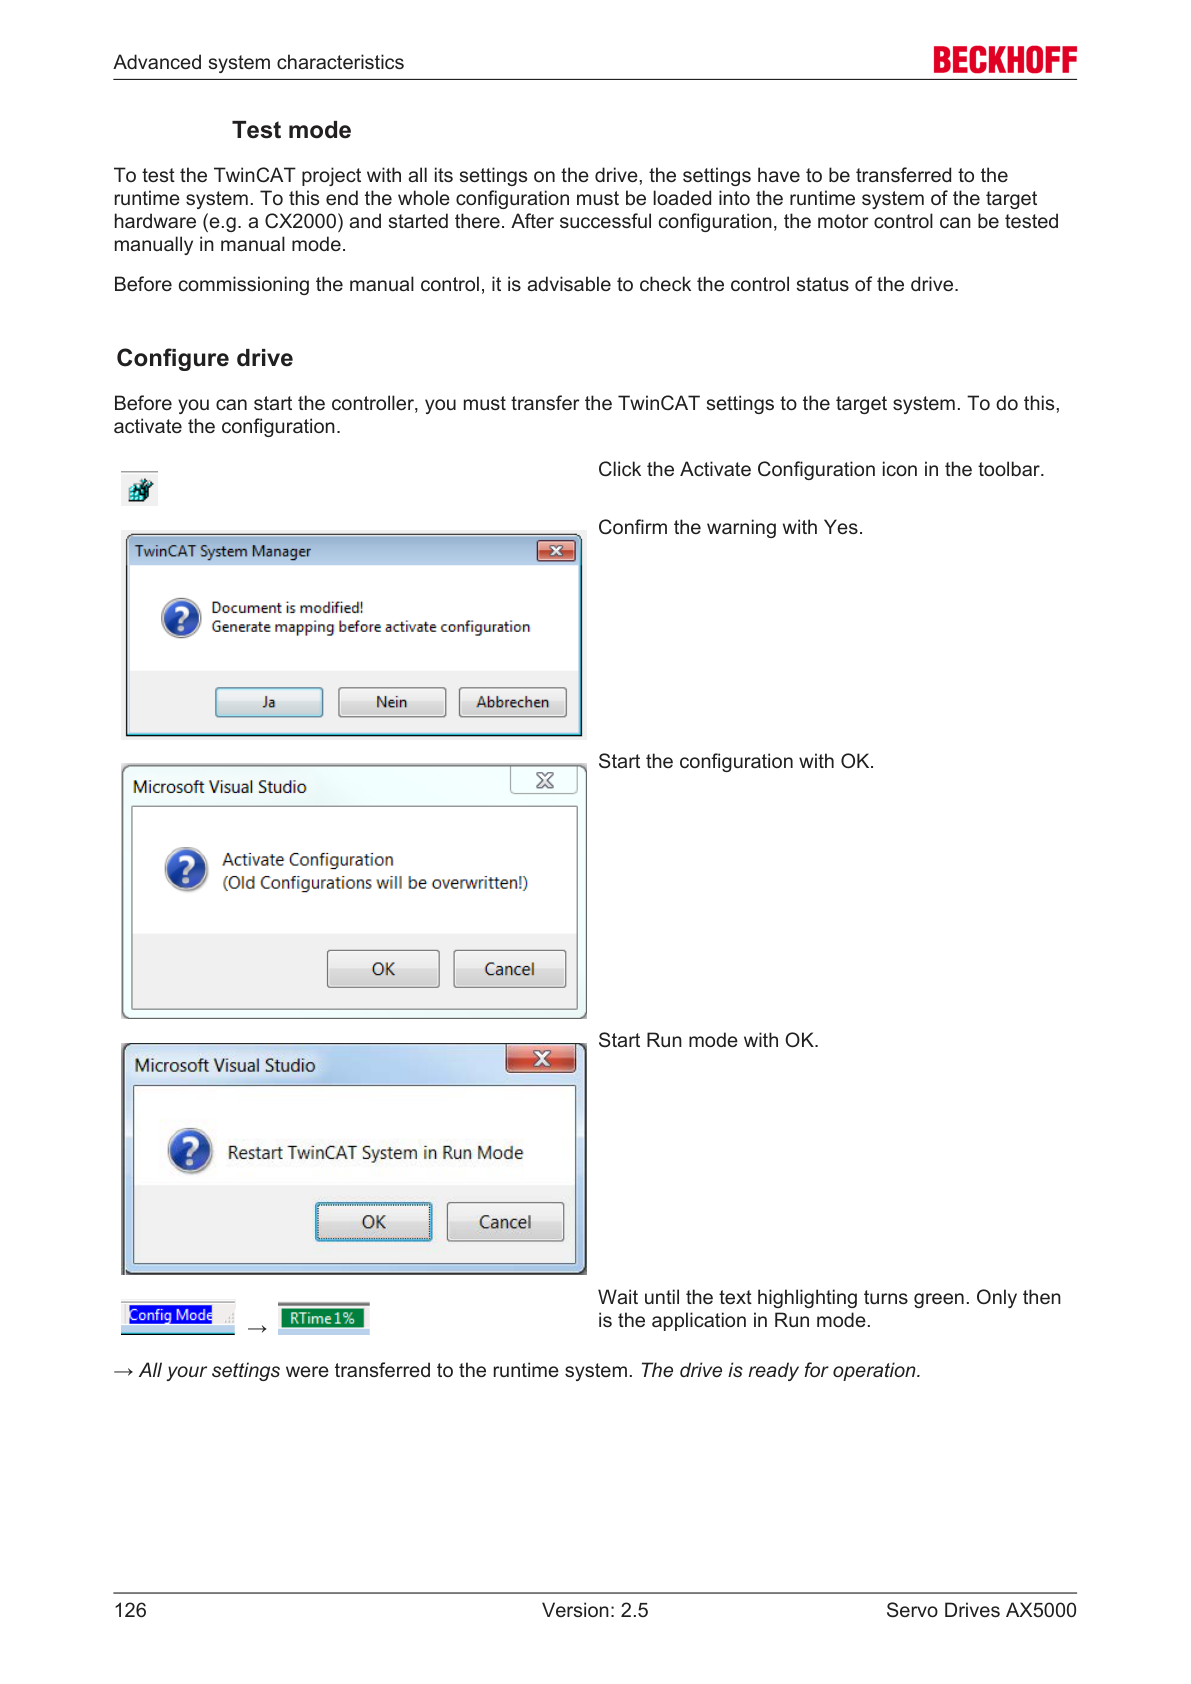 Advanced system characteristics
BECKHOFF
Test mode
To test the TwinCAT project with all its settings on the drive, the settings have to be transferred to the
runtime system. To this end the whole configuration must be loaded into the runtime system of the target
hardware (e.g. a CX2000) and started there. After successful configuration, the motor control can be tested
manually in manual mode.
Before commissioning the manual control, it is advisable to check the control status of the drive.
Configure drive
Before you can start the controller, you must transfer the TwinCAT settings to the target system. To do this,
activate the configuration.
Click the Activate Configuration icon in the toolbar.
Confirm the warning with Yes.
TwinCAT System Manager
Document is modified!
Generate mapping before activate configuration
Ja Nein Abbrechen
Start the configuration with OK.
Microsoft Visual Studio
Activate Configuration
(Old Configurations will be overwritten!)
OK Cancel
Start Run mode with OK.
Microsoft Visual Studio
Restart TwinCAT System in Run Mode
OK Cancel
Config Mode → RTime 1%
Wait until the text highlighting turns green. Only then
is the application in Run mode.
→ All your settings were transferred to the runtime system. The drive is ready for operation.
126 Version: 2.5 Servo Drives AX5000